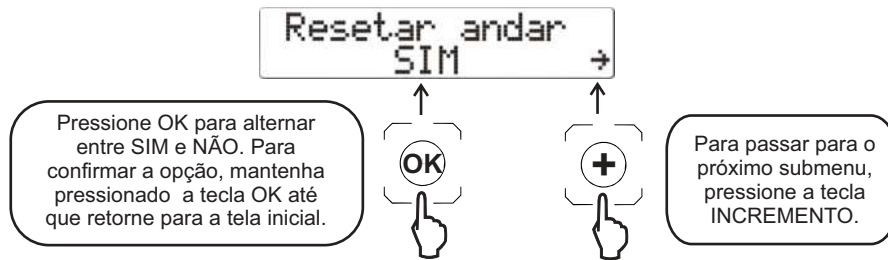 Resetar andar
SIM →
Pressione OK para alternar
entre SIM e NÃO. Para
confirmar a opção, mantenha
pressionado a tecla OK até
que retorne para a tela inicial.
OK
+
Para passar para o
próximo submenu,
pressione a tecla
INCREMENTO.